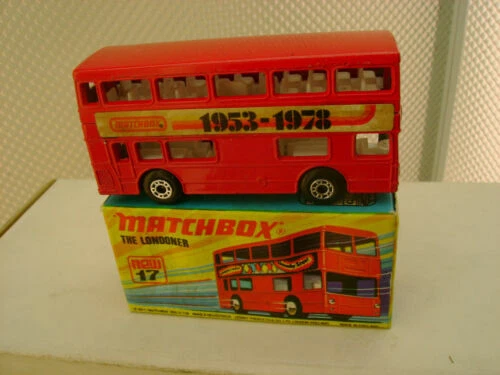 MATCHBOX
1953-1978
MATCHBOX®
THE LONDONER
new
17